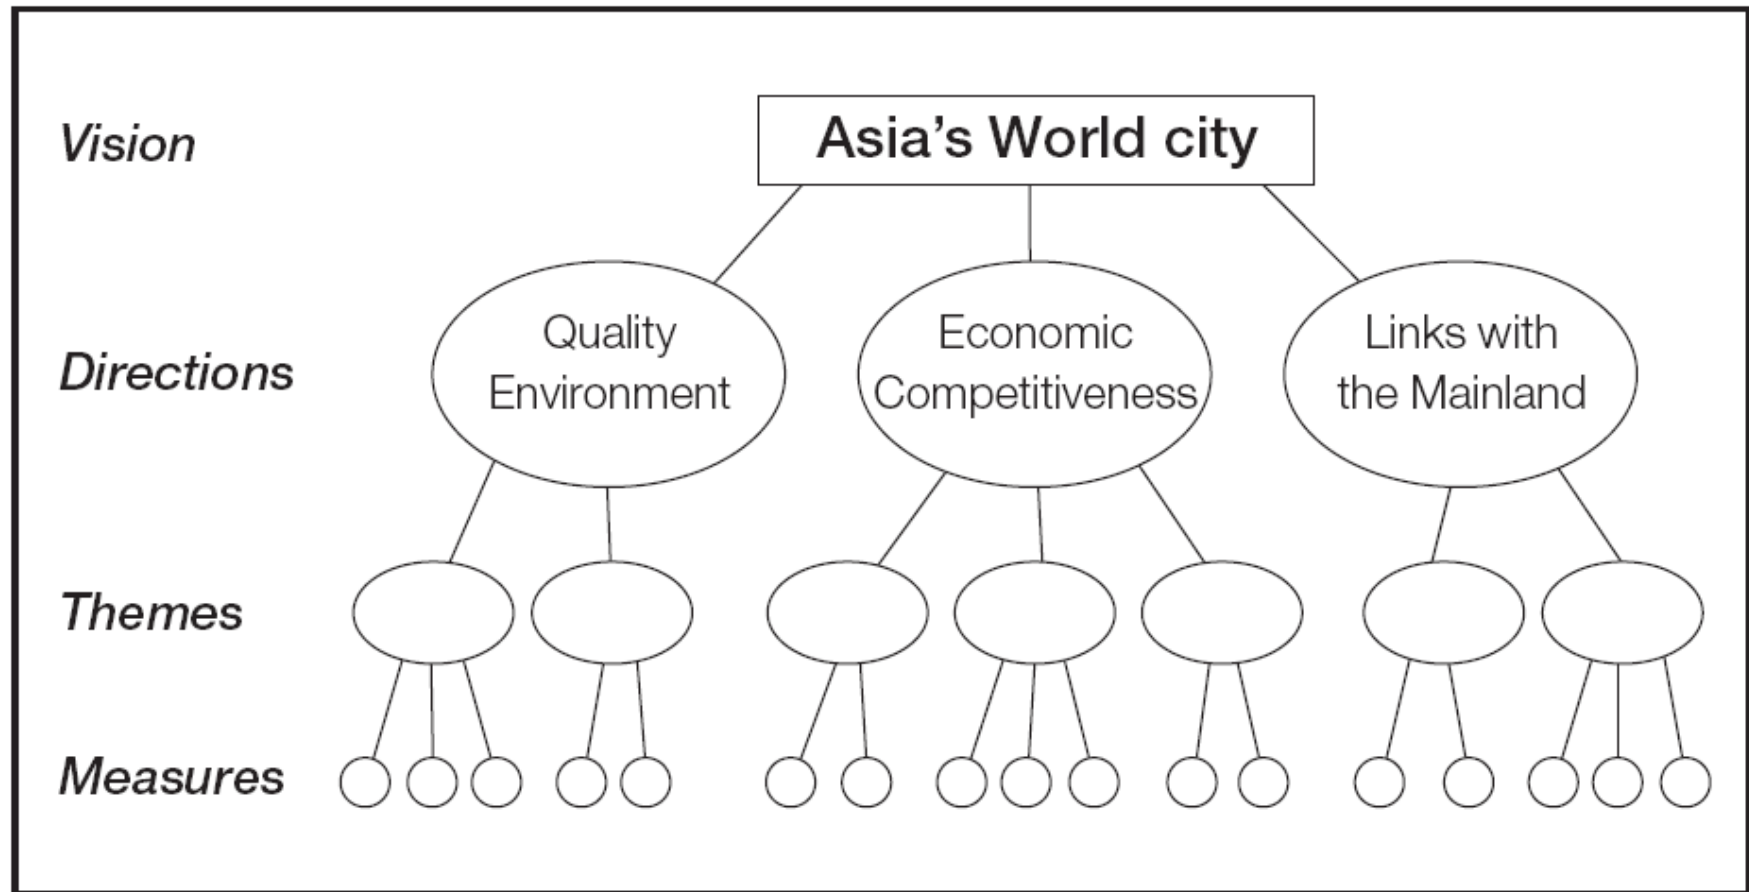 Vision
Asia’s World city
Directions
Quality
Environment
Economic
Competitiveness
Links with
the Mainland
Themes
Measures